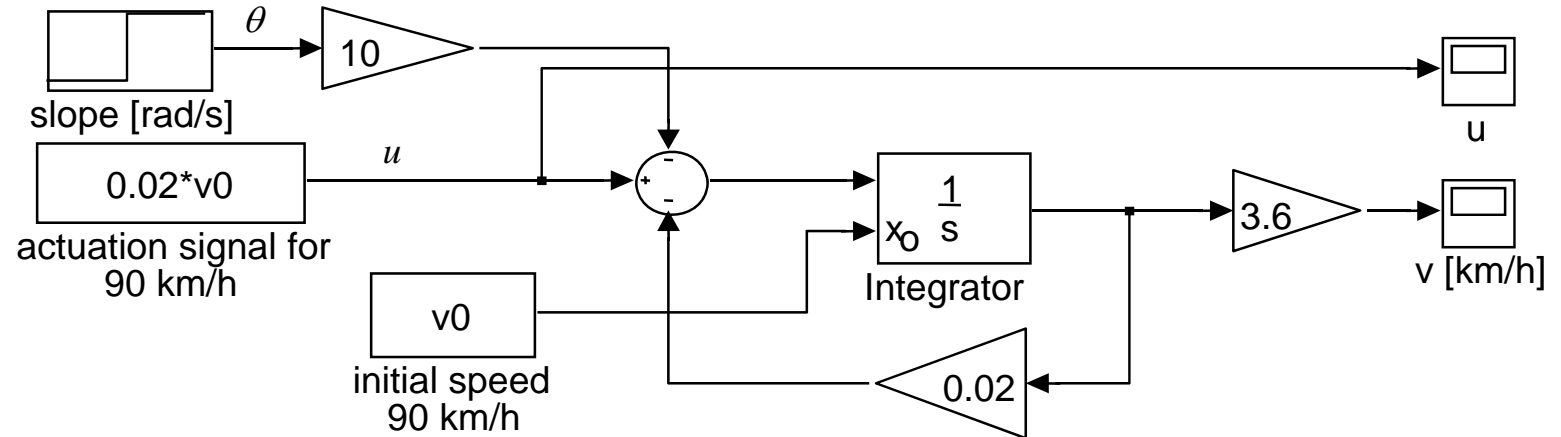 θ
10
slope [rad/s]
u
0.02*v0
actuation signal for
90 km/h
u
-
+
-
1
s
xo
Integrator
3.6
v [km/h]
v0
initial speed
90 km/h
0.02